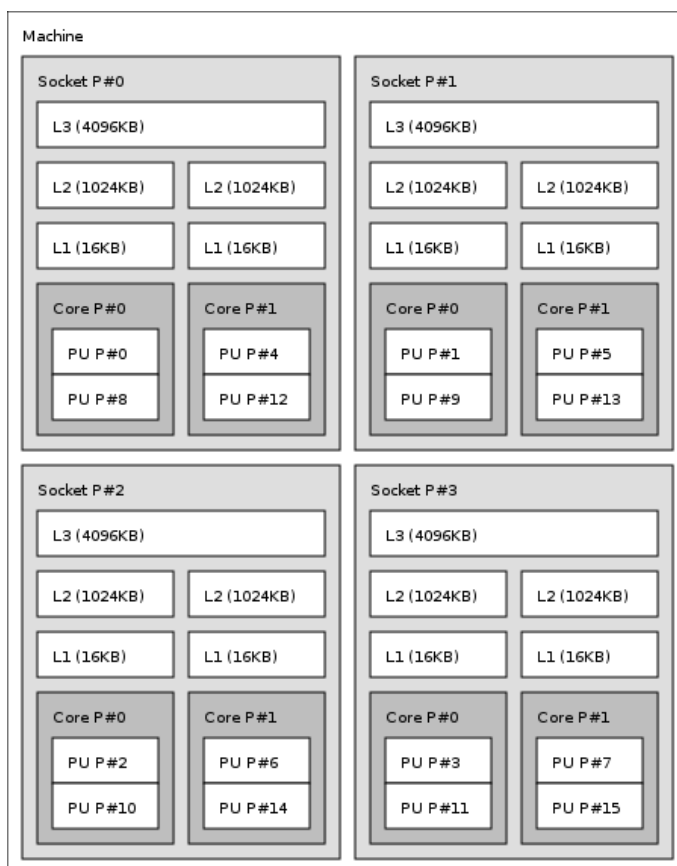 Machine
Socket P#0
L3 (4096KB)
L2 (1024KB) L2 (1024KB)
L1 (16KB) L1 (16KB)
Core P#0 Core P#1
PU P#0 PU P#4
PU P#8 PU P#12
Socket P#1
L3 (4096KB)
L2 (1024KB) L2 (1024KB)
L1 (16KB) L1 (16KB)
Core P#0 Core P#1
PU P#1 PU P#5
PU P#9 PU P#13
Socket P#2
L3 (4096KB)
L2 (1024KB) L2 (1024KB)
L1 (16KB) L1 (16KB)
Core P#0 Core P#1
PU P#2 PU P#6
PU P#10 PU P#14
Socket P#3
L3 (4096KB)
L2 (1024KB) L2 (1024KB)
L1 (16KB) L1 (16KB)
Core P#0 Core P#1
PU P#3 PU P#7
PU P#11 PU P#15